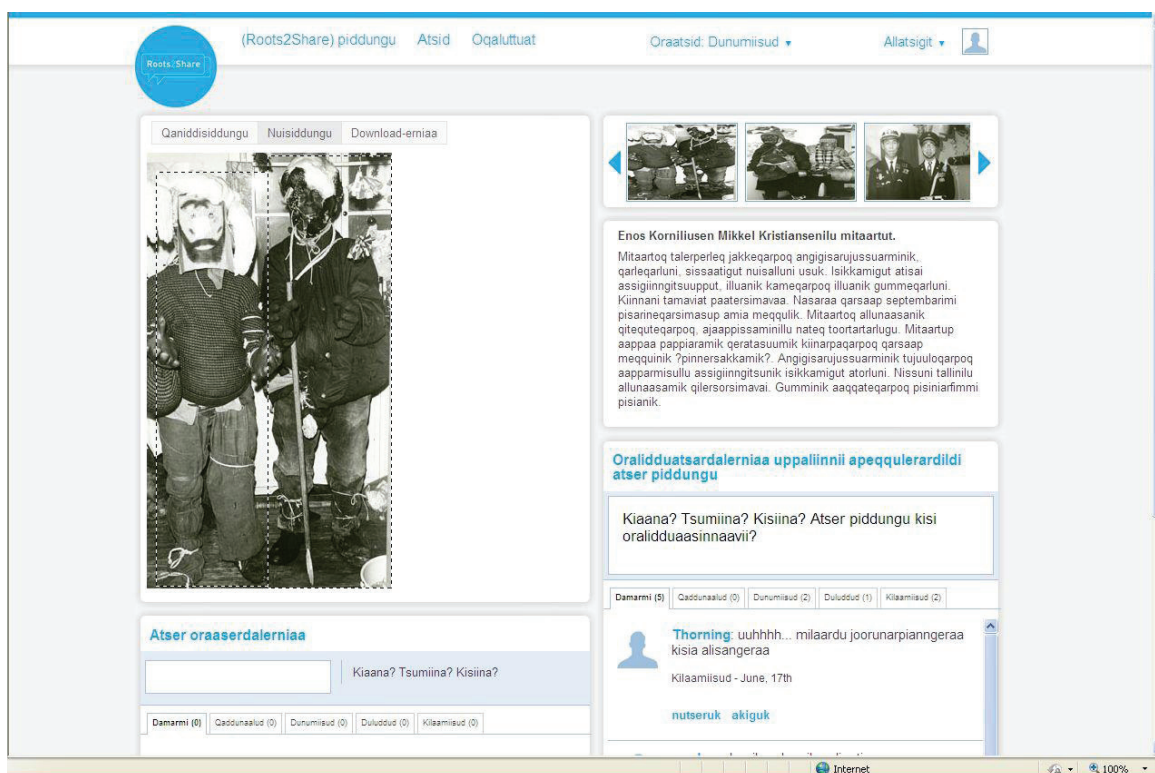 (Roots2Share) piddungu Atsid Oqaluttuat Oraatsid: Dunumiisud Allatsigit
Roots2Share
Qaniddisiddungu Nuisiddungu Download-erniaa
Enos Korniliusen Mikkel Kristiansenilu mitaartut.
Mitaartoq talerperleq jakkeqarpoq angigisarujussuarminik,
qarleqarluni, sissaatigut nuisalluni usuk. Isikkamigut atisai
assigiinngitsuupput, illuanik kameqarpoq illuanik gummeqarluni.
Kiinnani tamaviat paatersimavaa. Nasaraa qarsaap septembarimi
pisarineqarsimasup amia meqqulik. Mitaartoq allunaasanik
qitequteqarpoq, ajaappissaminillu nateq toortartarlugu. Mitaartup
aappaa pappiaramik qeratasuumik kiinarpaqarpoq qarsaap
meqquinik ?pinnersakkamik?. Angigisarujussuarminik tujuuloqarpoq
aapparmisullu assigiinngitsunik isikkamigut atorluni. Nissuni tallinilu
allunaasamik qilersorsimavai. Gumminik aaqqateqarpoq pisiniarfimmi
pisianik.
Oralidduatsardalerniaa uppaliinnii apeqqulerardildi
atser piddungu
Kiaana? Tsumiina? Kisiina? Atser piddungu kisi
oralidduaasinnaavii?
Damarmi (5) Qaddunaalud (0) Dunumiisud (2) Duluddud (1) Kilaamiisud (2)
Thorning: uuhhhh... milaardu joorunarpianngeraa
kisia alisangeraa
Kilaamiisud - June, 17th
nutseruk akiguk
Atser oraaserdalerniaa
Kiaana? Tsumiina? Kisiina?
Damarmi (0) Qaddunaalud (0) Dunumiisud (0) Duluddud (0) Kilaamiisud (0)
Internet 100%